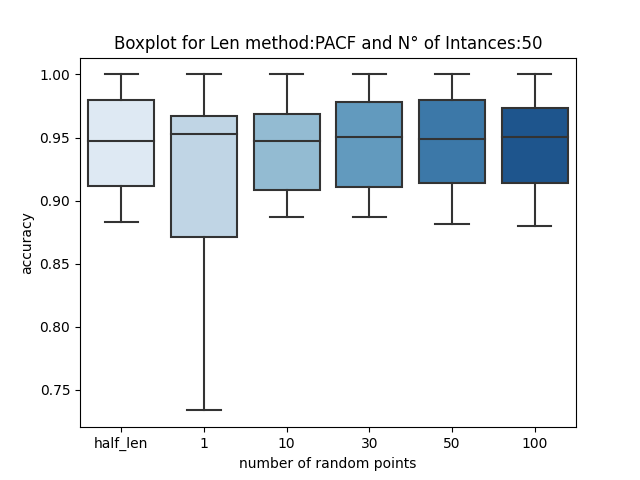 Boxplot for Len method:PACF and N° of Intances:50
1.00
0.95
0.90
0.85
0.80
0.75
accuracy
half_len 1 10 30 50 100
number of random points